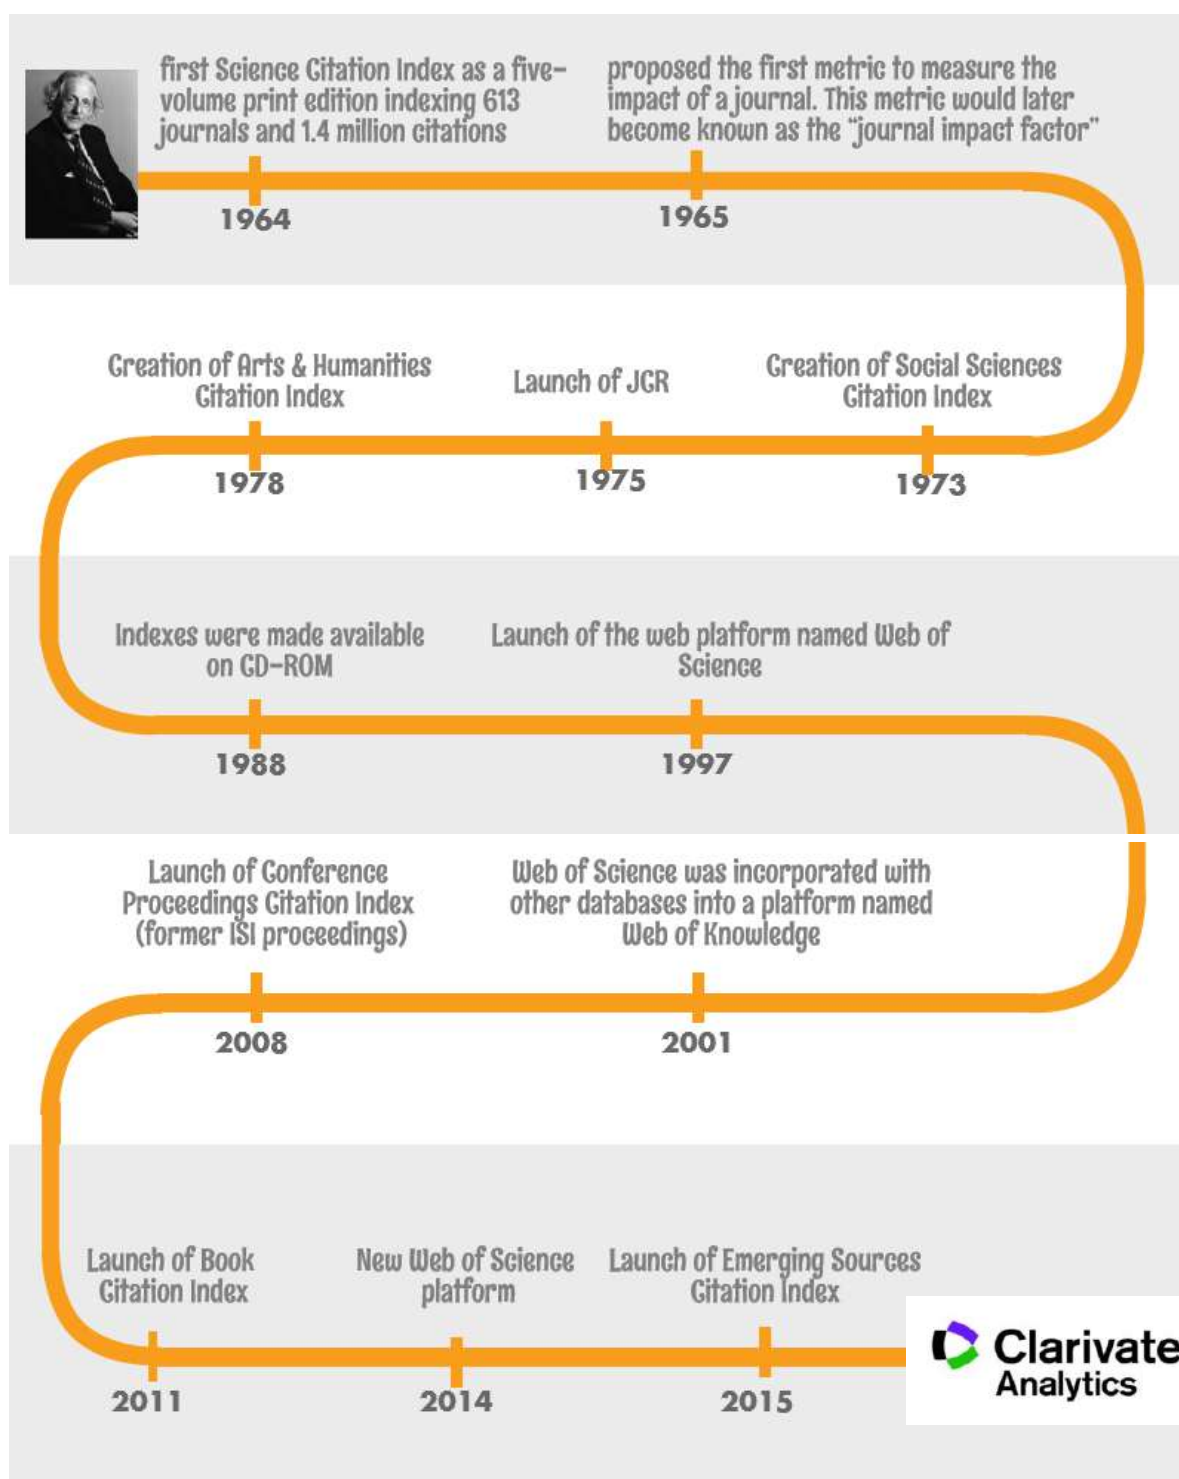 first Science Citation Index as a five-
volume print edition indexing 613
journals and 1.4 million citations
1964
proposed the first metric to measure the
impact of a journal. This metric would later
become known as the "journal impact factor"
1965
Creation of Social Sciences
Citation Index
1973
Launch of JCR
1975
Creation of Arts & Humanities
Citation Index
1978
Indexes were made available
on CD-ROM
1988
Launch of the web platform named Web of
Science
1997
Web of Science was incorporated with
other databases into a platform named
Web of Knowledge
2001
Launch of Conference
Proceedings Citation Index
(former ISI proceedings)
2008
Launch of Book
Citation Index
2011
New Web of Science
platform
2014
Launch of Emerging Sources
Citation Index
2015
Clarivate
Analytics